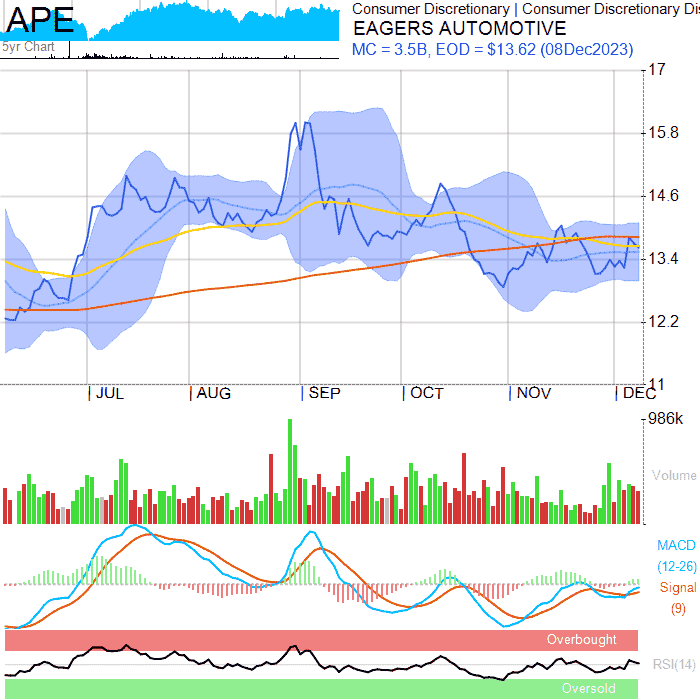 APE
5yr Chart
Consumer Discretionary | Consumer Discretionary Dis
EAGERS AUTOMOTIVE
MC = 3.5B, EOD = $13.62 (08Dec2023)
17
15.8
14.6
13.4
12.2
11
JUL
AUG
SEP
OCT
NOV
DEC
986k
Volume
MACD
(12-26)
Signal
(9)
Overbought
RSI(14)
Oversold